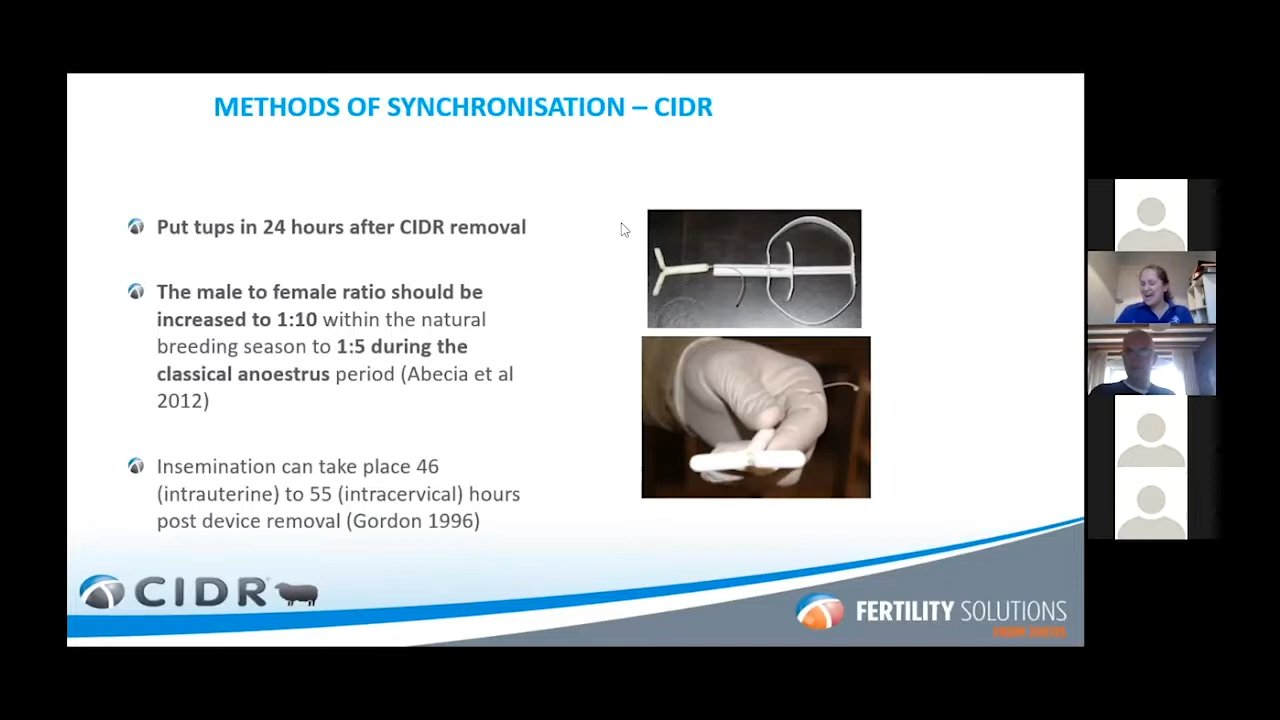 METHODS OF SYNCHRONISATION – CIDR
Put tups in 24 hours after CIDR removal
The male to female ratio should be
increased to 1:10 within the natural
breeding season to 1:5 during the
classical anoestrus period (Abecia et al
2012)
Insemination can take place 46
(intrauterine) to 55 (intracervical) hours
post device removal (Gordon 1996)
CIDR
FERTILITY SOLUTIONS